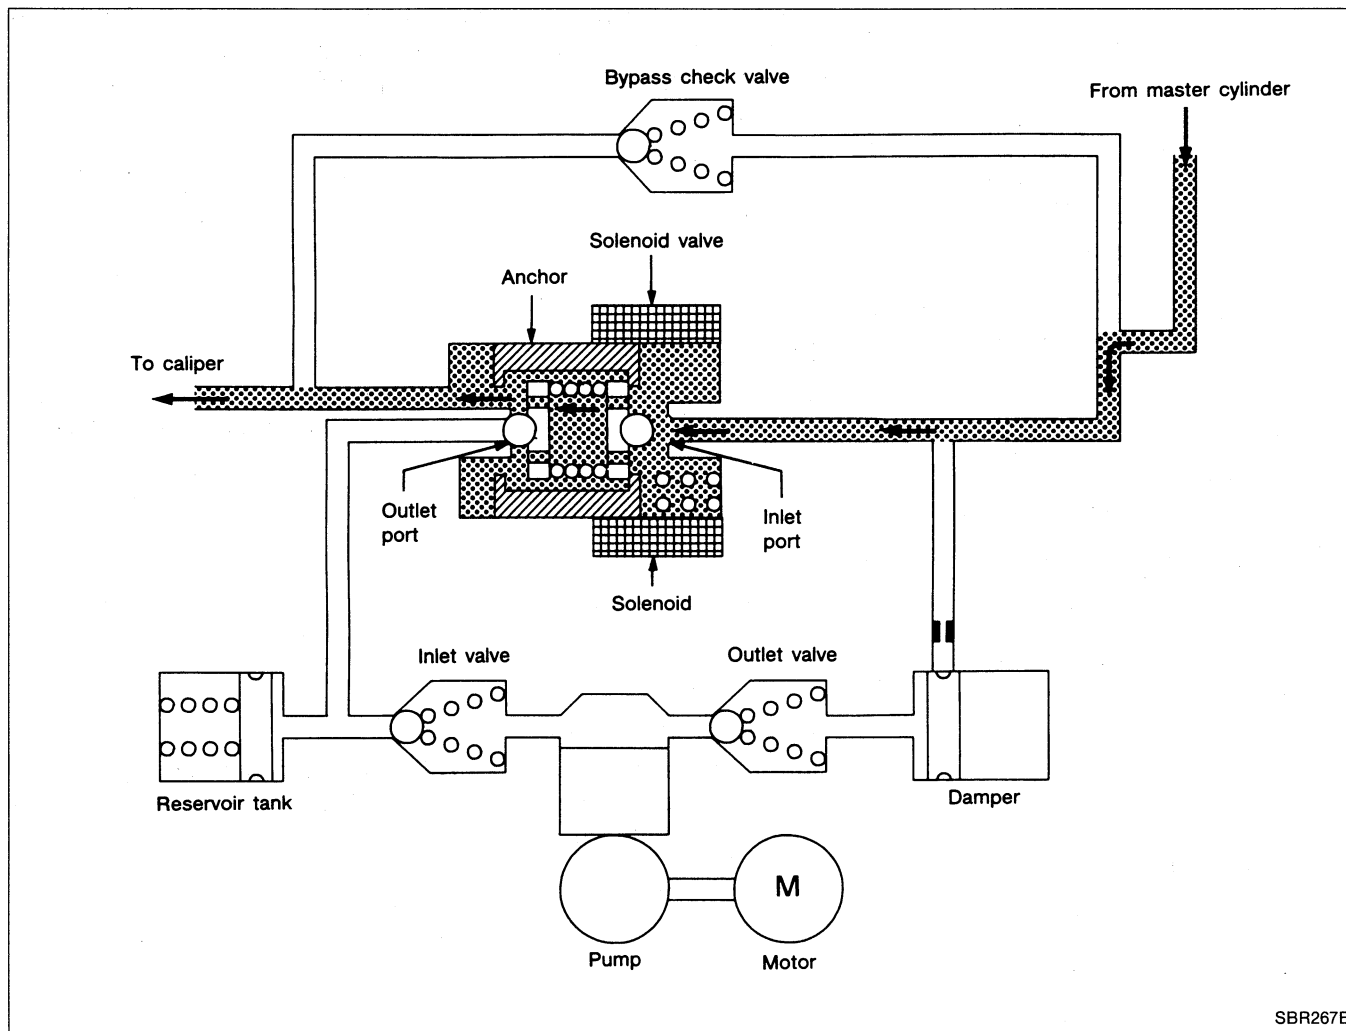 Bypass check valve
From master cylinder
Solenoid valve
Anchor
To caliper
Outlet
port
Inlet
port
Solenoid
Inlet valve
Outlet valve
Reservoir tank
Damper
M
Pump
Motor
SBR267E